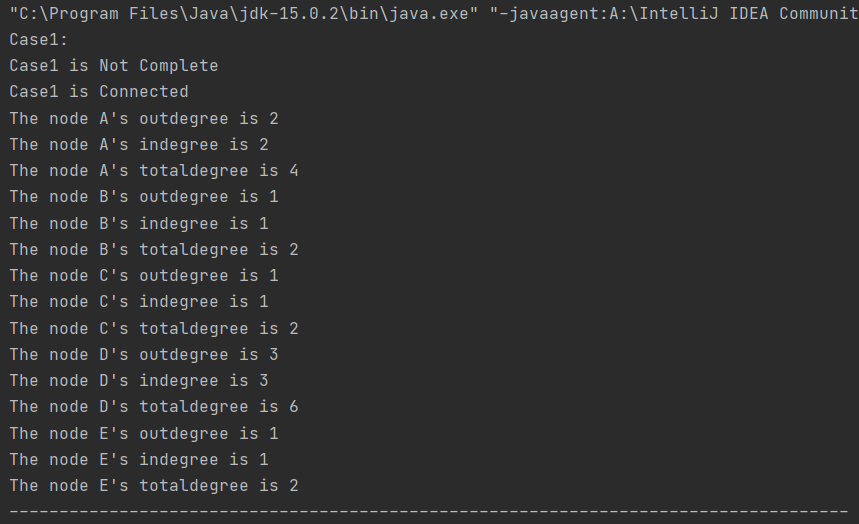 "C:\Program Files\Java\jdk-15.0.2\bin\java.exe" "-javaagent:A:\IntelliJ IDEA Communit
Case1:
Case1 is Not Complete
Case1 is Connected
The node A's outdegree is 2
The node A's indegree is 2
The node A's totaldegree is 4
The node B's outdegree is 1
The node B's indegree is 1
The node B's totaldegree is 2
The node C's outdegree is 1
The node C's indegree is 1
The node C's totaldegree is 2
The node D's outdegree is 3
The node D's indegree is 3
The node D's totaldegree is 6
The node E's outdegree is 1
The node E's indegree is 1
The node E's totaldegree is 2
------------------------------------------------------------------------------------